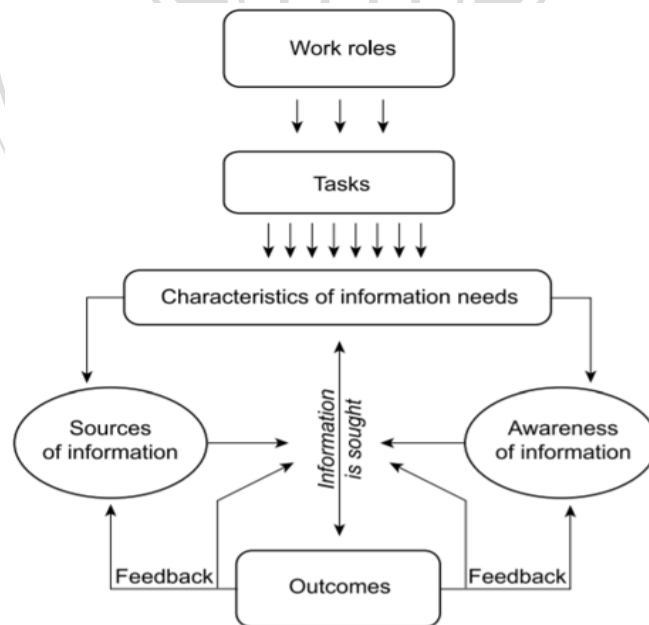 Work roles
Tasks
Characteristics of information needs
Sources
of information
Information
is sought
Awareness
of information
Feedback
Outcomes
Feedback